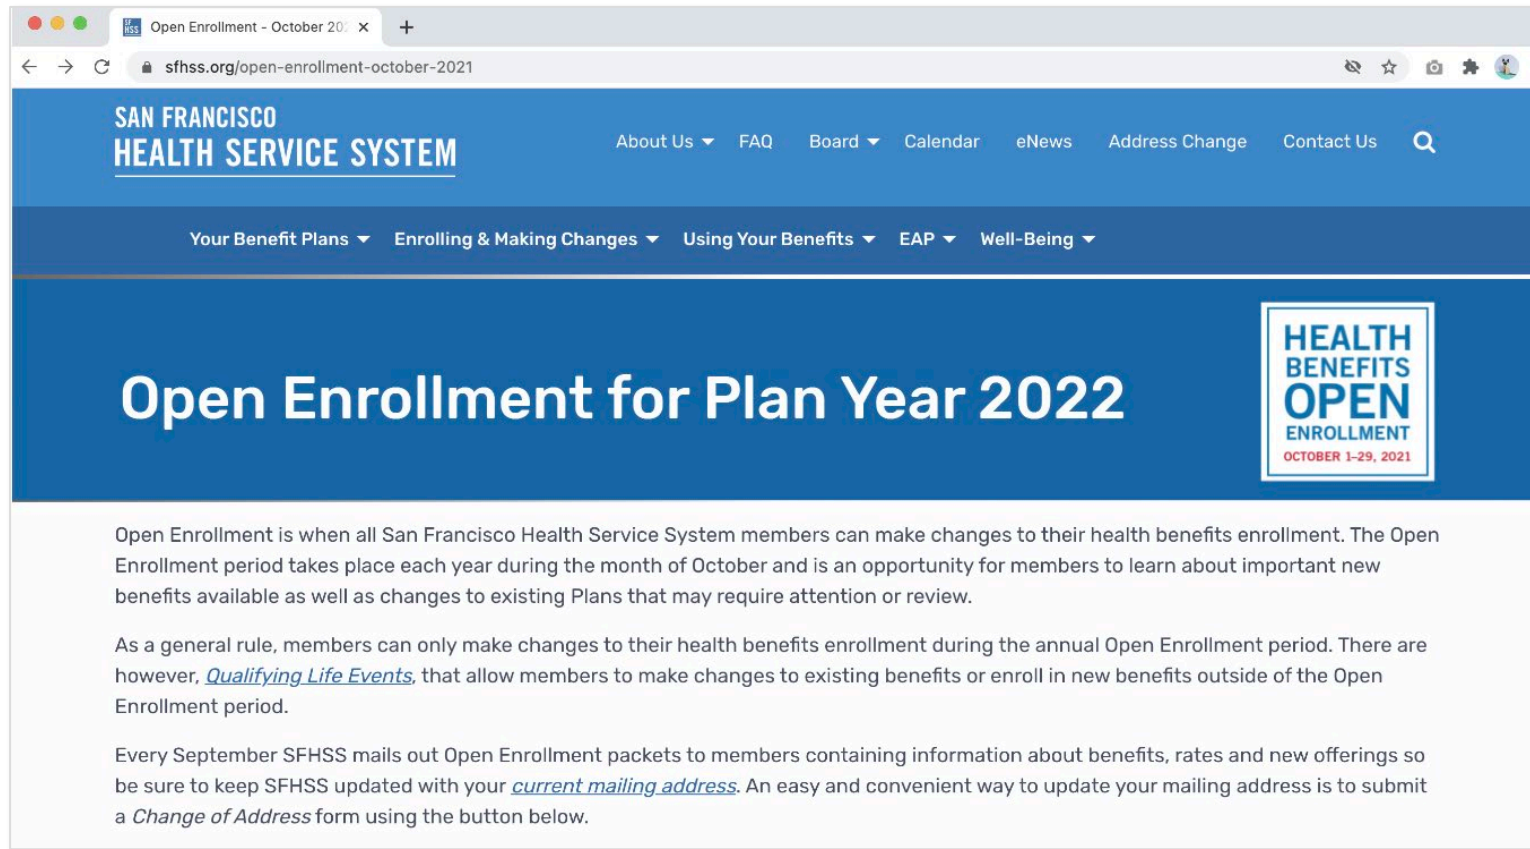 Open Enrollment - October 20
sfhss.org/open-enrollment-october-2021
SAN FRANCISCO
HEALTH SERVICE SYSTEM
About Us FAQ Board Calendar eNews Address Change Contact Us
Your Benefit Plans Enrolling & Making Changes Using Your Benefits EAP Well-Being
Open Enrollment for Plan Year 2022
HEALTH
BENEFITS
OPEN
ENROLLMENT
OCTOBER 1-29, 2021
Open Enrollment is when all San Francisco Health Service System members can make changes to their health benefits enrollment. The Open
Enrollment period takes place each year during the month of October and is an opportunity for members to learn about important new
benefits available as well as changes to existing Plans that may require attention or review.
As a general rule, members can only make changes to their health benefits enrollment during the annual Open Enrollment period. There are
however, Qualifying Life Events, that allow members to make changes to existing benefits or enroll in new benefits outside of the Open
Enrollment period.
Every September SFHSS mails out Open Enrollment packets to members containing information about benefits, rates and new offerings so
be sure to keep SFHSS updated with your current mailing address. An easy and convenient way to update your mailing address is to submit
a Change of Address form using the button below.